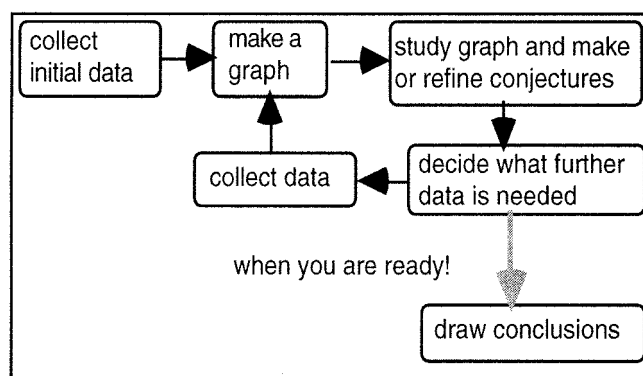 collect
initial data
make a
graph
study graph and make
or refine conjectures
collect data
decide what further
data is needed
when you are ready!
draw conclusions